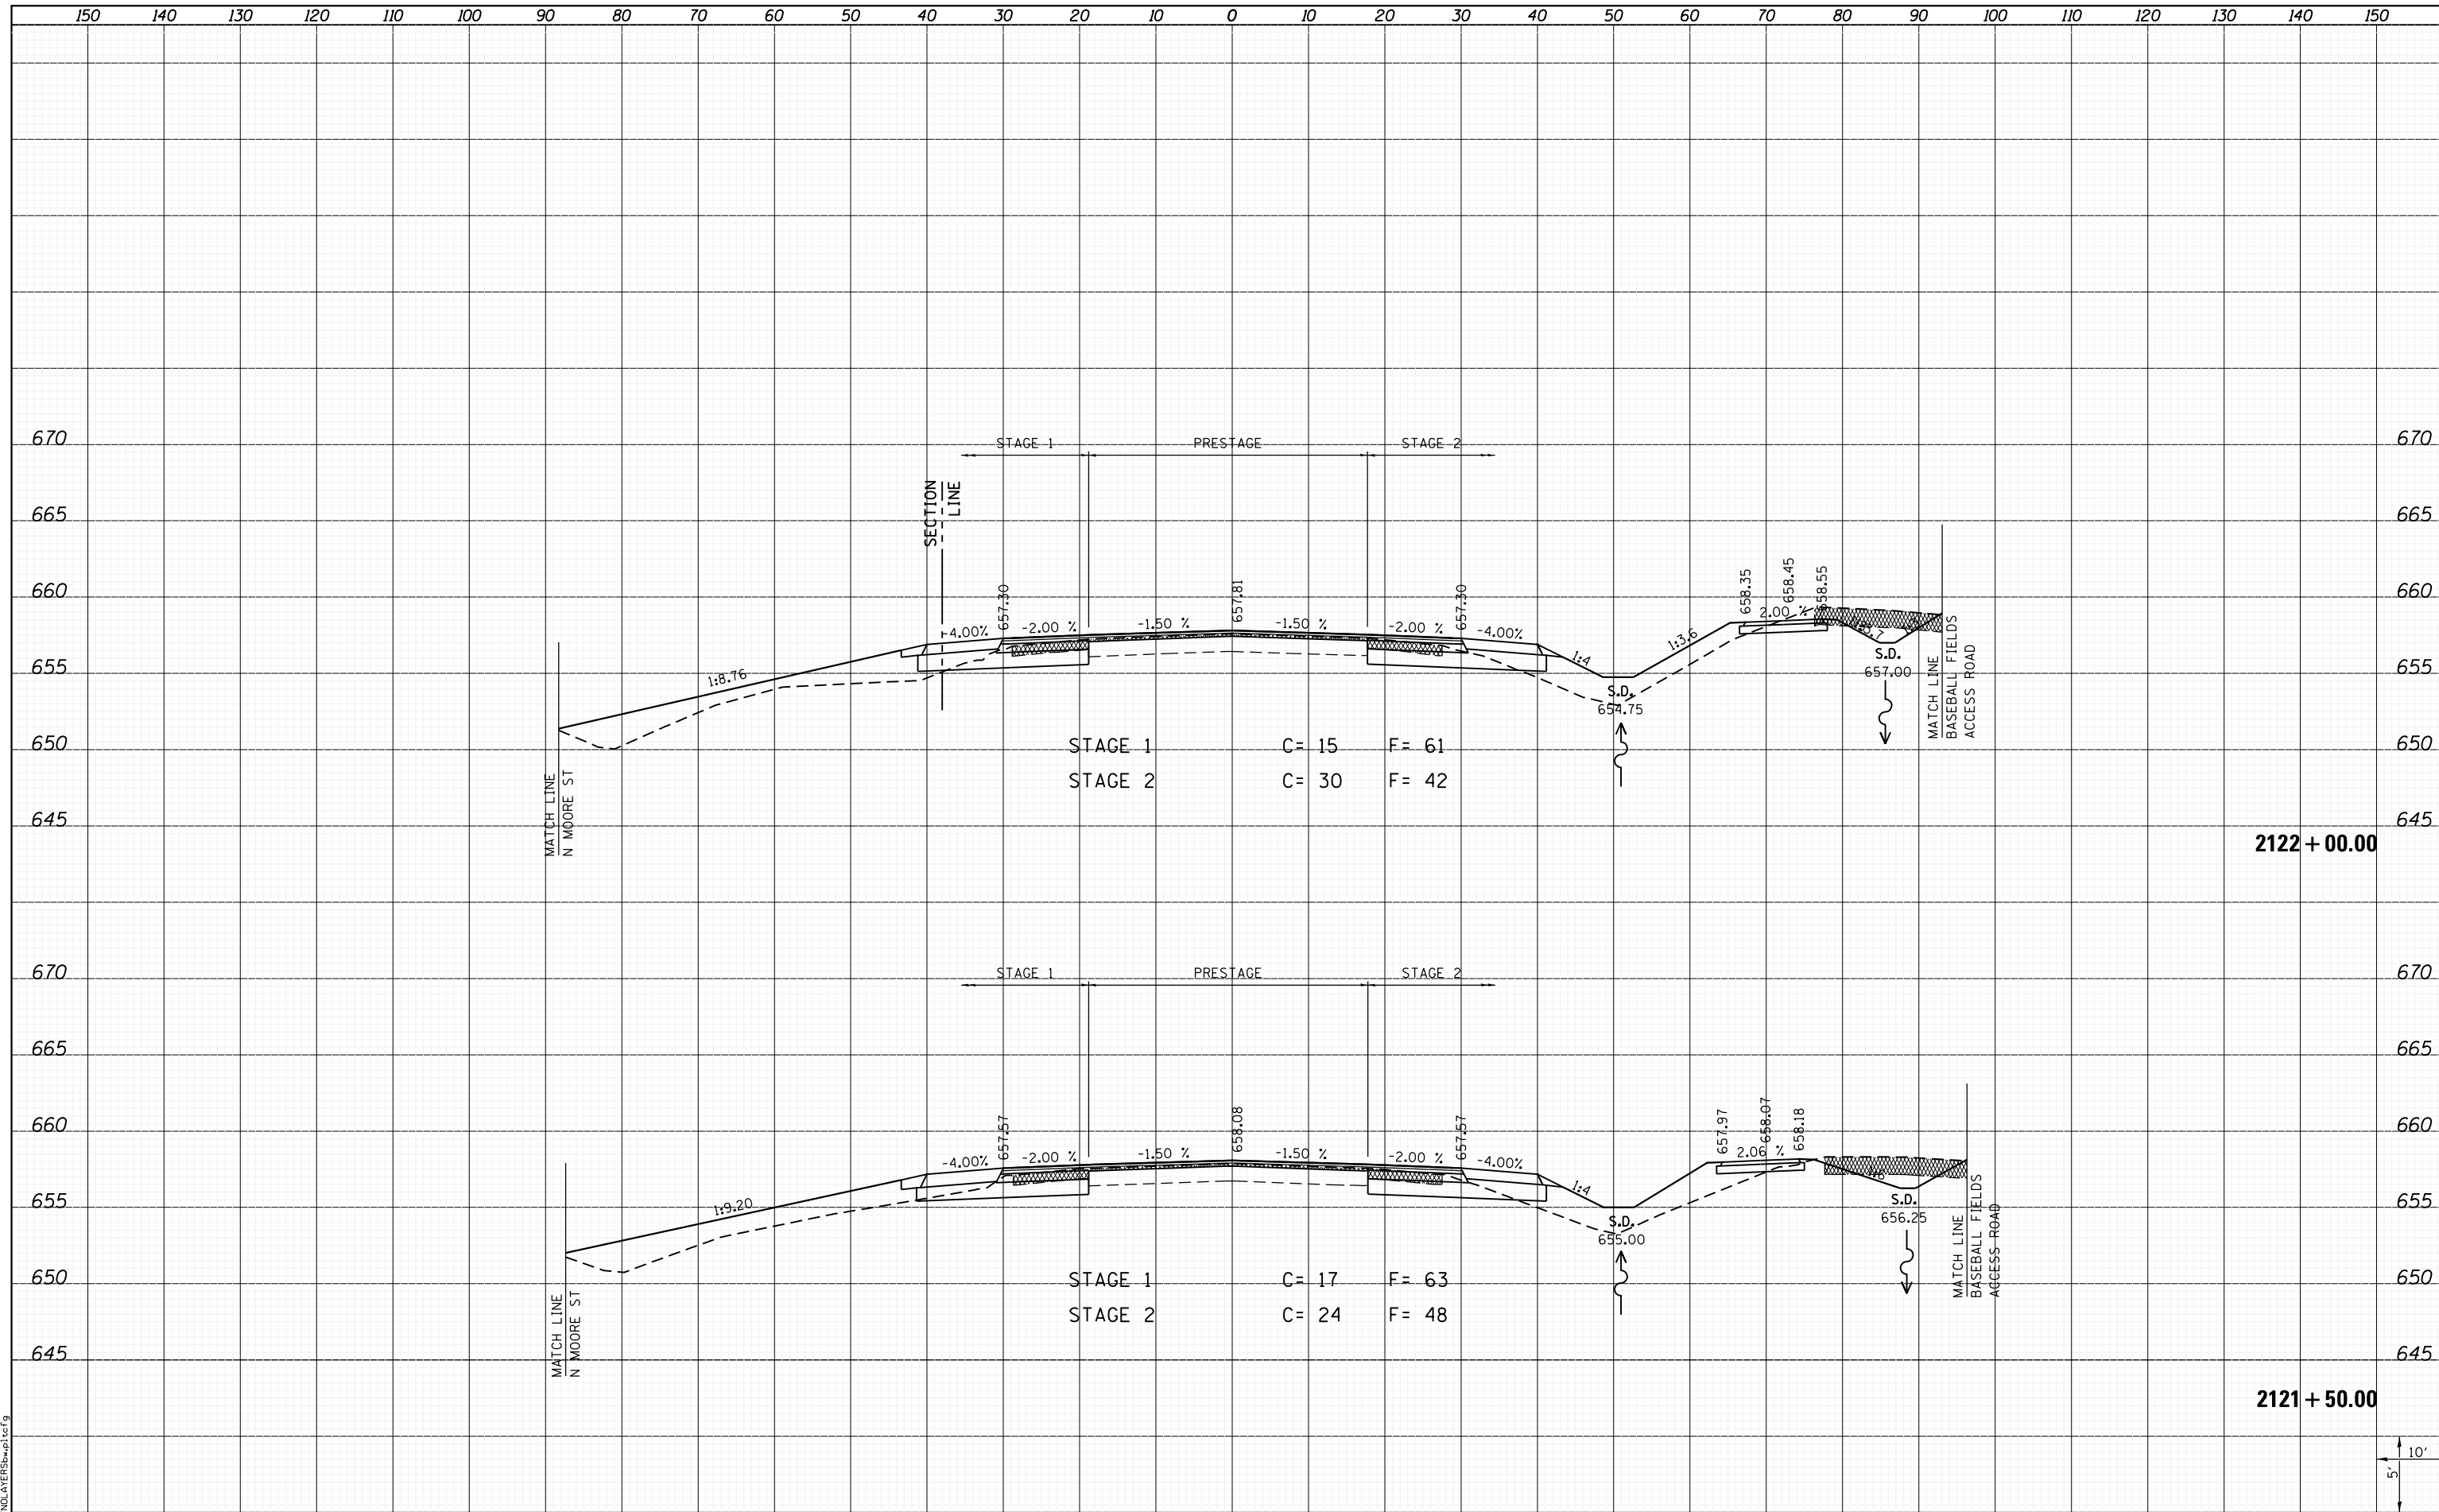 150 140 130 120 110 100 90 80 70 60 50 40 30 20 10 0 10 20 30 40 50 60 70 80 90 100 110 120 130 140 150
670 STAGE 1 PRESTAGE STAGE 2 670
665 SECTION LINE 665
660 657.30 657.81 657.30 658.35 658.45 658.55 660
-4.00% -2.00 % -1.50 % -1.50 % -2.00 % -4.00% 2.00 %
1:8.76 1:4 1:3.6
655 S.D. 654.75 S.D. 657.00 655
MATCH LINE
BASEBALL FIELDS
ACCESS ROAD
650 STAGE 1 C= 15 F= 61 650
STAGE 2 C= 30 F= 42
MATCH LINE
N MOORE ST
645 645
2122+00.00
670 STAGE 1 PRESTAGE STAGE 2 670
665 665
660 657.57 658.08 657.57 657.97 658.07 658.18 660
-4.00% -2.00 % -1.50 % -1.50 % -2.00 % -4.00% 2.06 %
1:9.20 1:4
655 S.D. 655.00 S.D. 656.25 655
MATCH LINE
BASEBALL FIELDS
ACCESS ROAD
650 STAGE 1 C= 17 F= 63 650
STAGE 2 C= 24 F= 48
MATCH LINE
N MOORE ST
645 645
2121+50.00
10'
5'
NOLAYERSbw.pltcfg